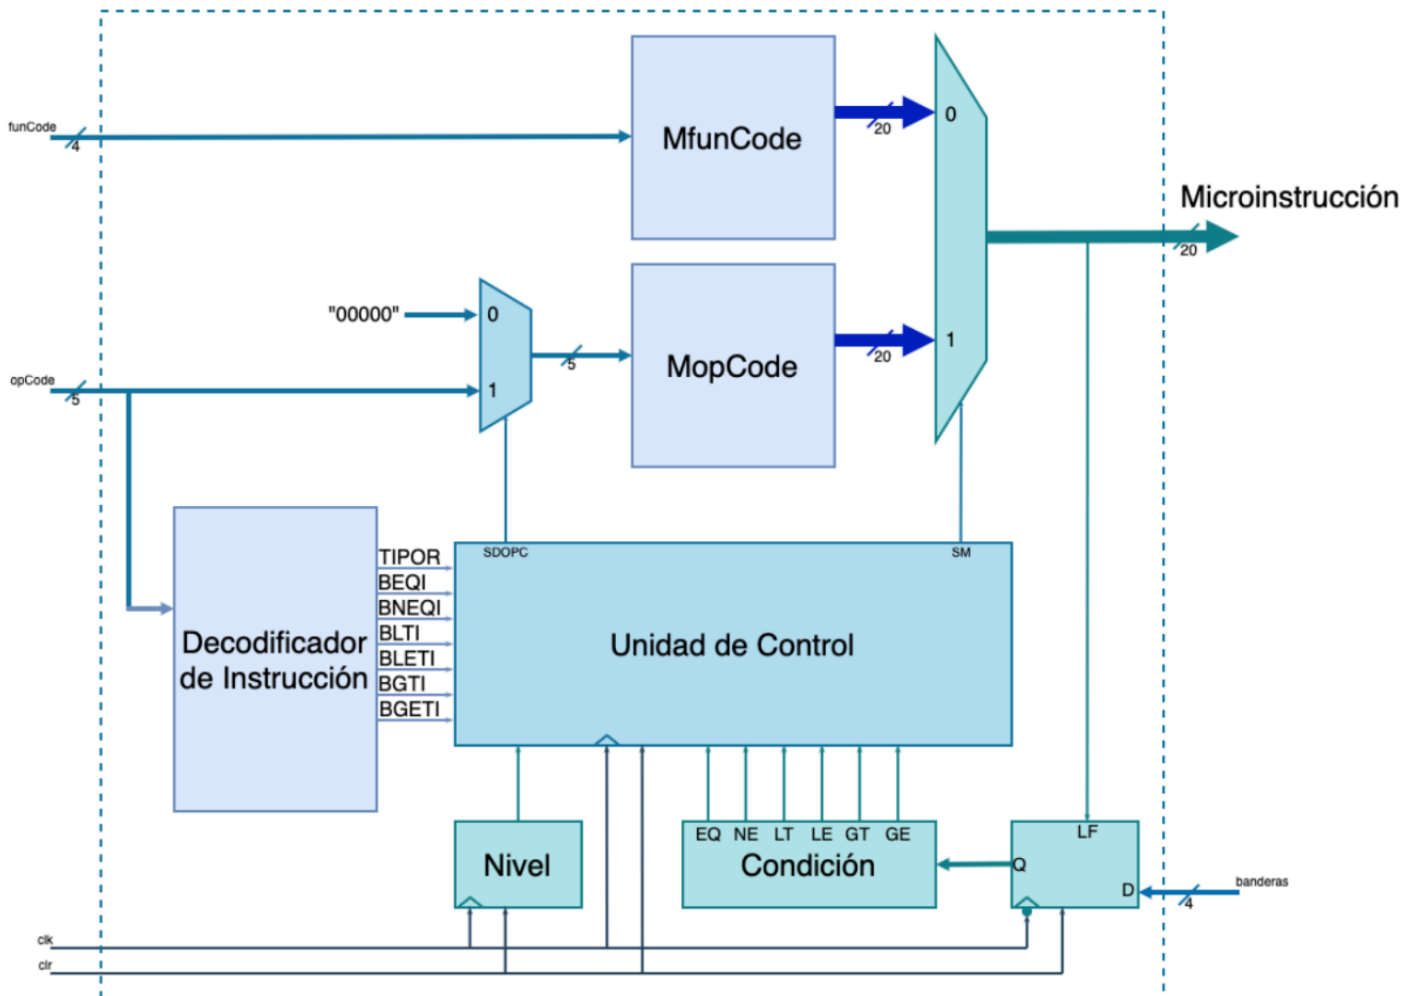 funCode
4
MfunCode
20
0
Microinstrucción
20
"00000"
0
1
5
MopCode
20
1
opCode
5
SDOPC
SM
TIPOR
BEQI
BNEQI
BLTI
BLETI
BGTI
BGETI
Decodificador
de Instrucción
Unidad de Control
Nivel
EQ NE LT LE GT GE
Condición
LF
Q
D
banderas
4
clk
clr